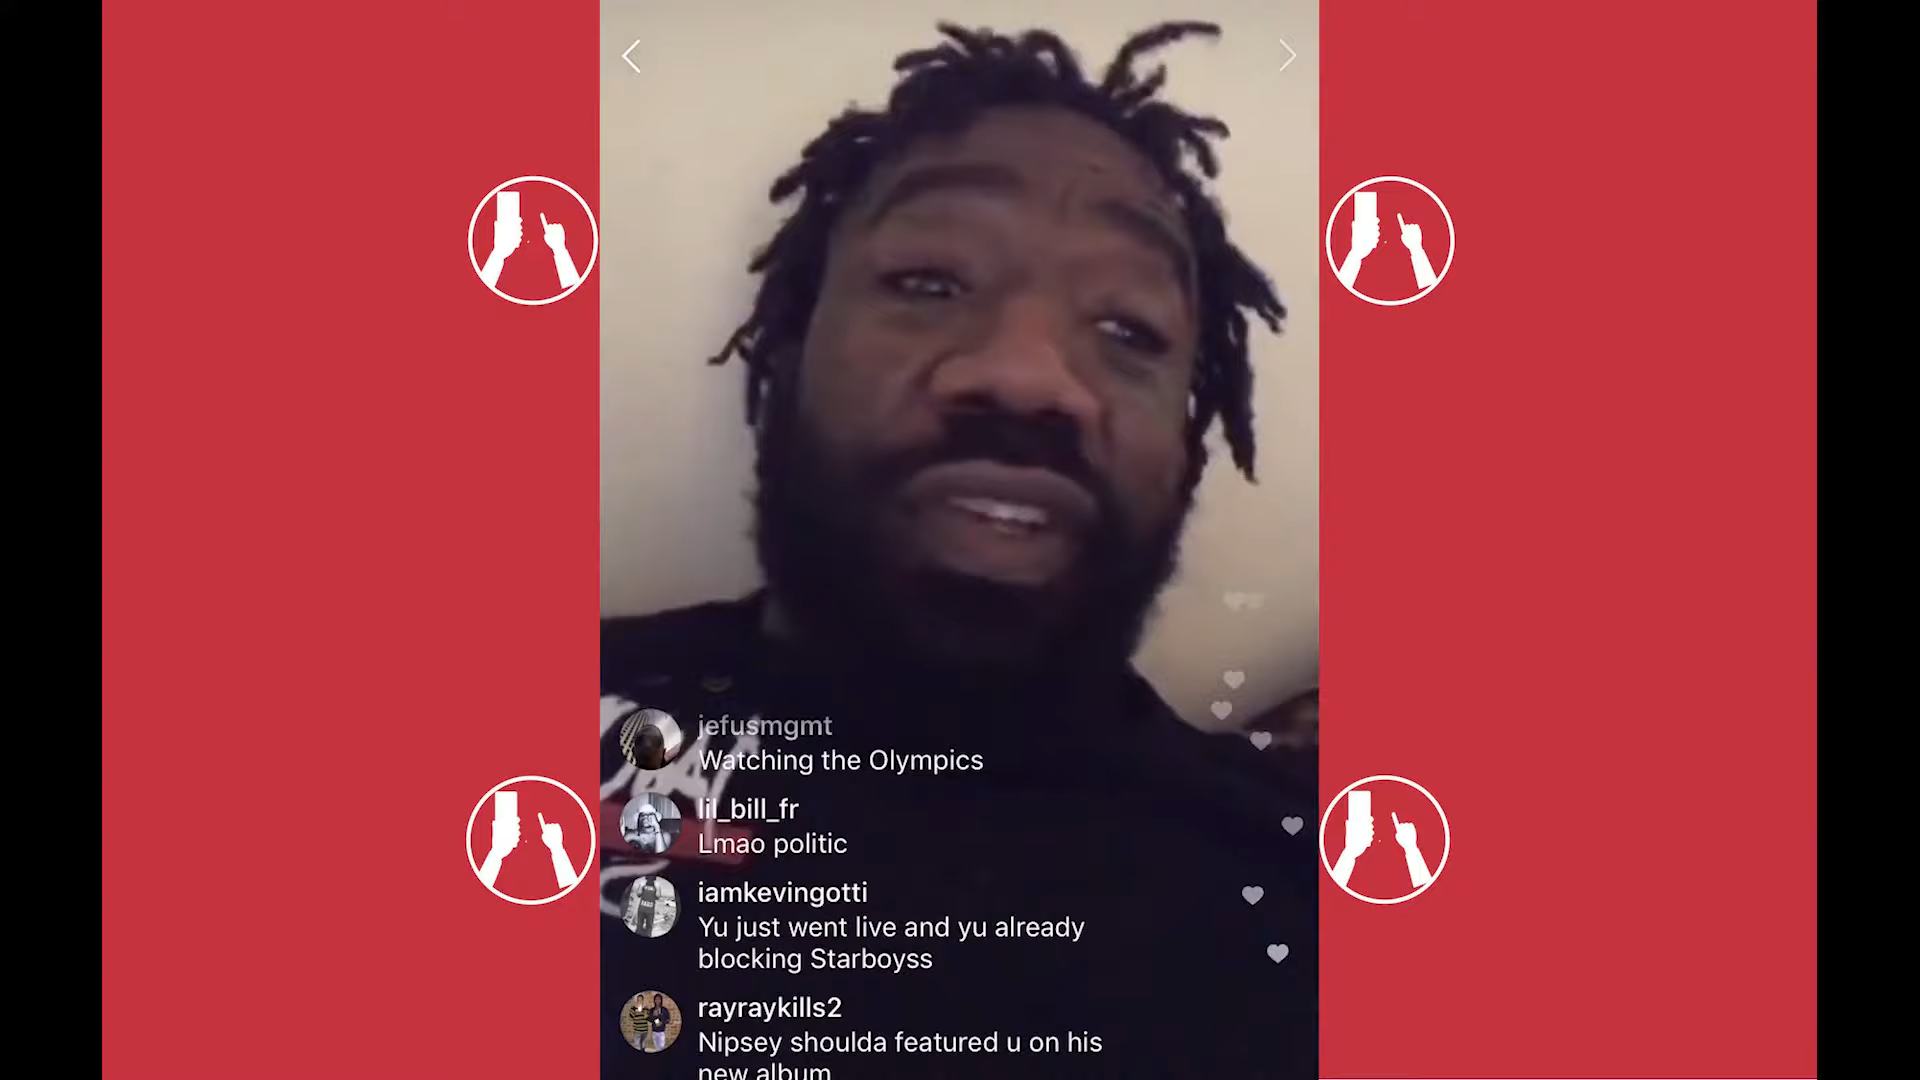 jefusmgmt
Watching the Olympics
lil_bill_fr
Lmao politic
iamkevingotti
Yu just went live and yu already
blocking Starboyss
rayraykills2
Nipsey shoulda featured u on his
new album